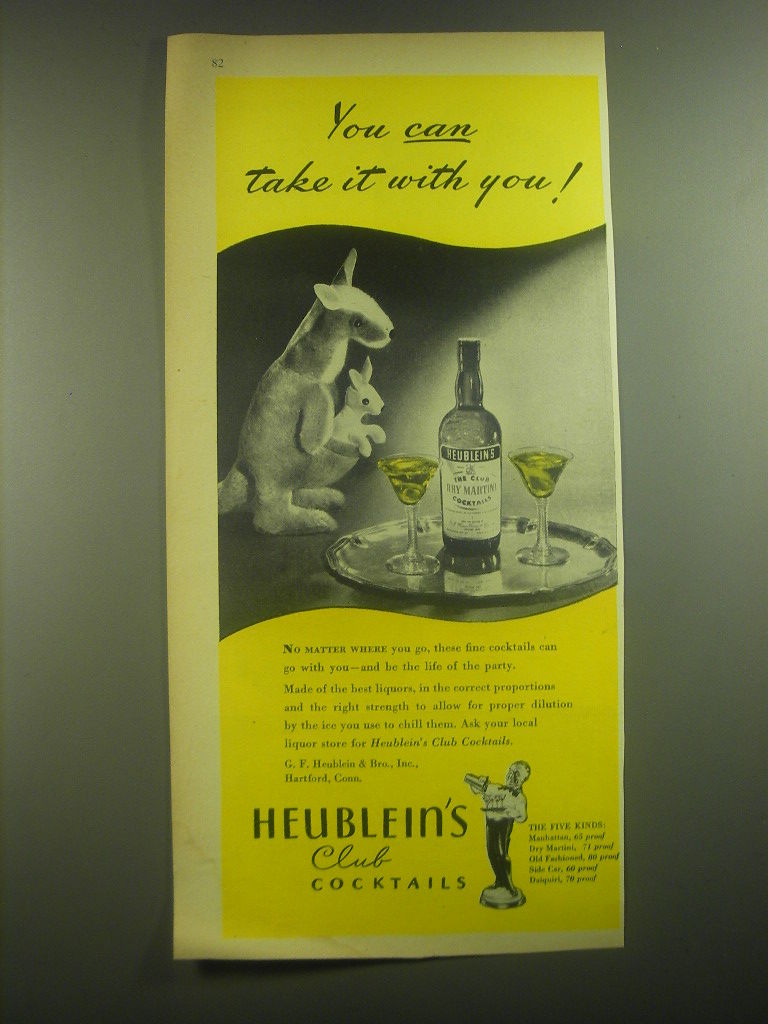 82
You can
take it with you!
HEUBLEIN'S
THE CLUB
DRY MARTINI
COCKTAILS
NO MATTER WHERE you go, these fine cocktails can
go with you—and be the life of the party.
Made of the best liquors, in the correct proportions
and the right strength to allow for proper dilution
by the ice you use to chill them. Ask your local
liquor store for Heublein's Club Cocktails.
G. F. Heublein & Bro., Inc.,
Hartford, Conn.
HEUBLEIN'S
Club
COCKTAILS
THE FIVE KINDS:
Manhattan, 65 proof
Dry Martini, 71 proof
Old Fashioned, 80 proof
Side Car, 60 proof
Daiquiri, 70 proof